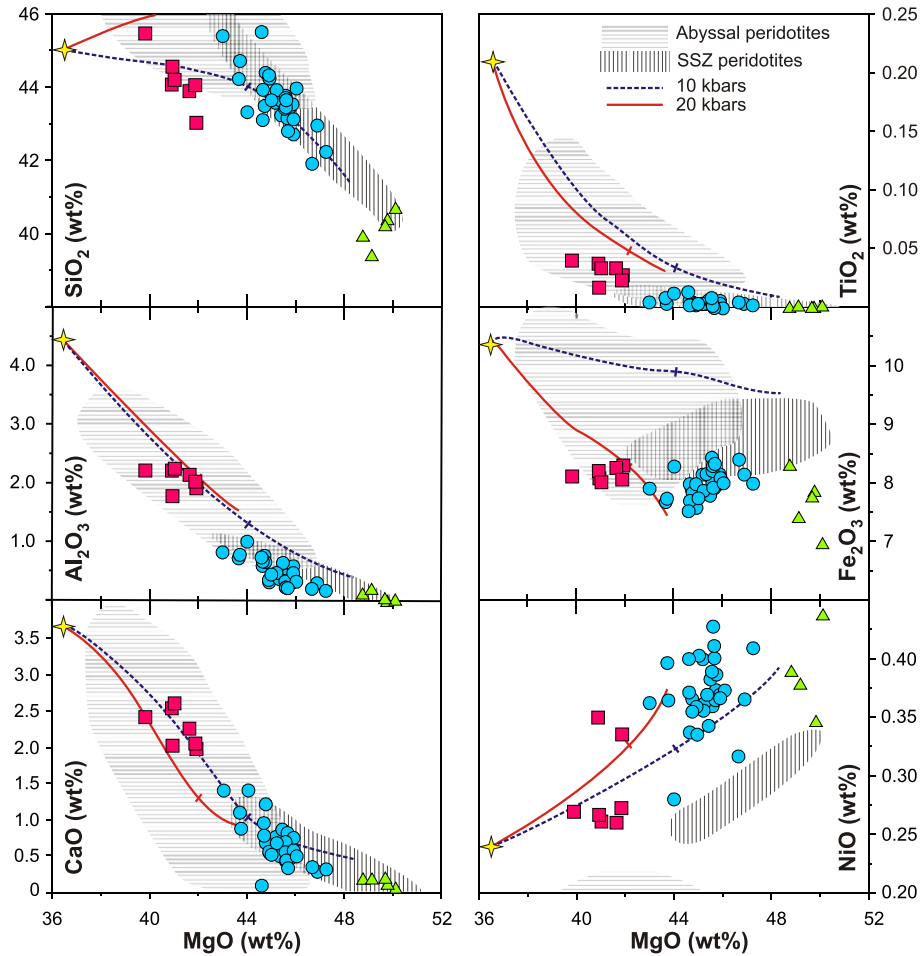 46
44
42
40
SiO2 (wt%)
0.25
0.20
0.15
0.10
0.05
TiO2 (wt%)
Abyssal peridotites
SSZ peridotites
10 kbars
20 kbars
4.0
3.0
2.0
1.0
Al2O3 (wt%)
10
9
8
7
Fe2O3 (wt%)
3.5
3.0
2.0
1.0
0.5
0
CaO (wt%)
0.40
0.35
0.30
0.25
0.20
NiO (wt%)
36 40 44 48 52
MgO (wt%)
36 40 44 48 52
MgO (wt%)